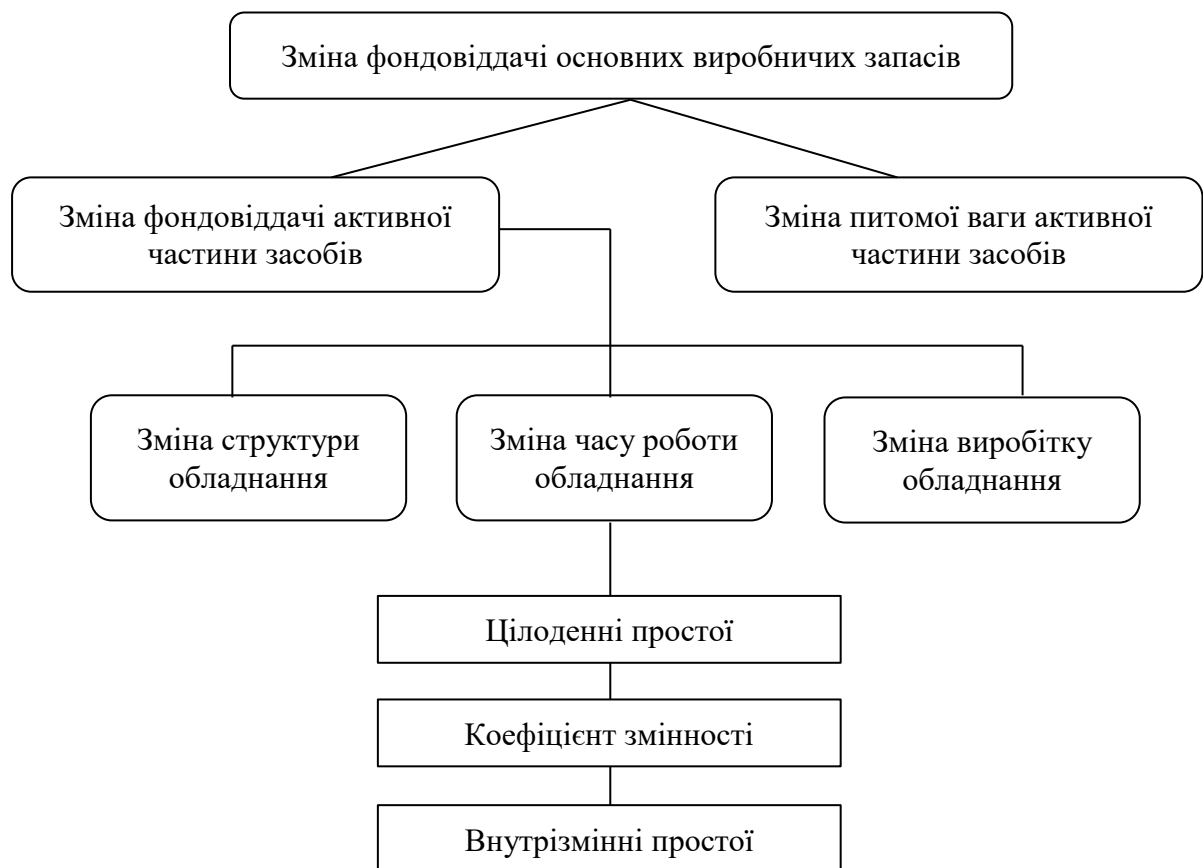 Зміна фондовіддачі основних виробничих запасів
Зміна фондовіддачі активної
частини засобів
Зміна питомої ваги активної
частини засобів
Зміна структури
обладнання
Зміна часу роботи
обладнання
Зміна виробітку
обладнання
Цілоденні простої
Коефіцієнт змінності
Внутрізмінні простої